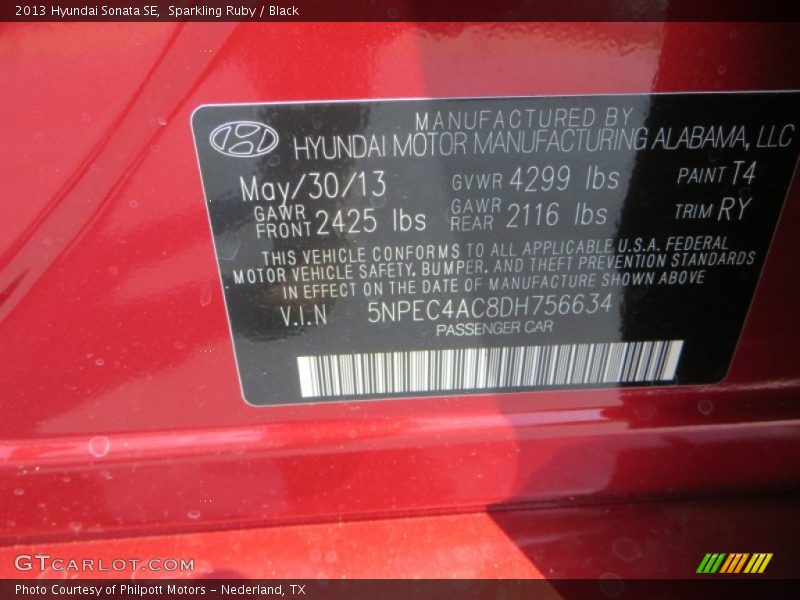 2013 Hyundai Sonata SE,  Sparkling Ruby / Black
MANUFACTURED BY
HYUNDAI MOTOR MANUFACTURING ALABAMA, LLC
May/30/13 GVWR 4299 lbs PAINT T4
GAWR FRONT 2425 lbs GAWR REAR 2116 lbs TRIM RY
THIS VEHICLE CONFORMS TO ALL APPLICABLE U.S.A. FEDERAL
MOTOR VEHICLE SAFETY, BUMPER, AND THEFT PREVENTION STANDARDS
IN EFFECT ON THE DATE OF MANUFACTURE SHOWN ABOVE
V.I.N 5NPEC4AC8DH756634
PASSENGER CAR
GTCARLOT.COM
Photo Courtesy of Philpott Motors - Nederland, TX